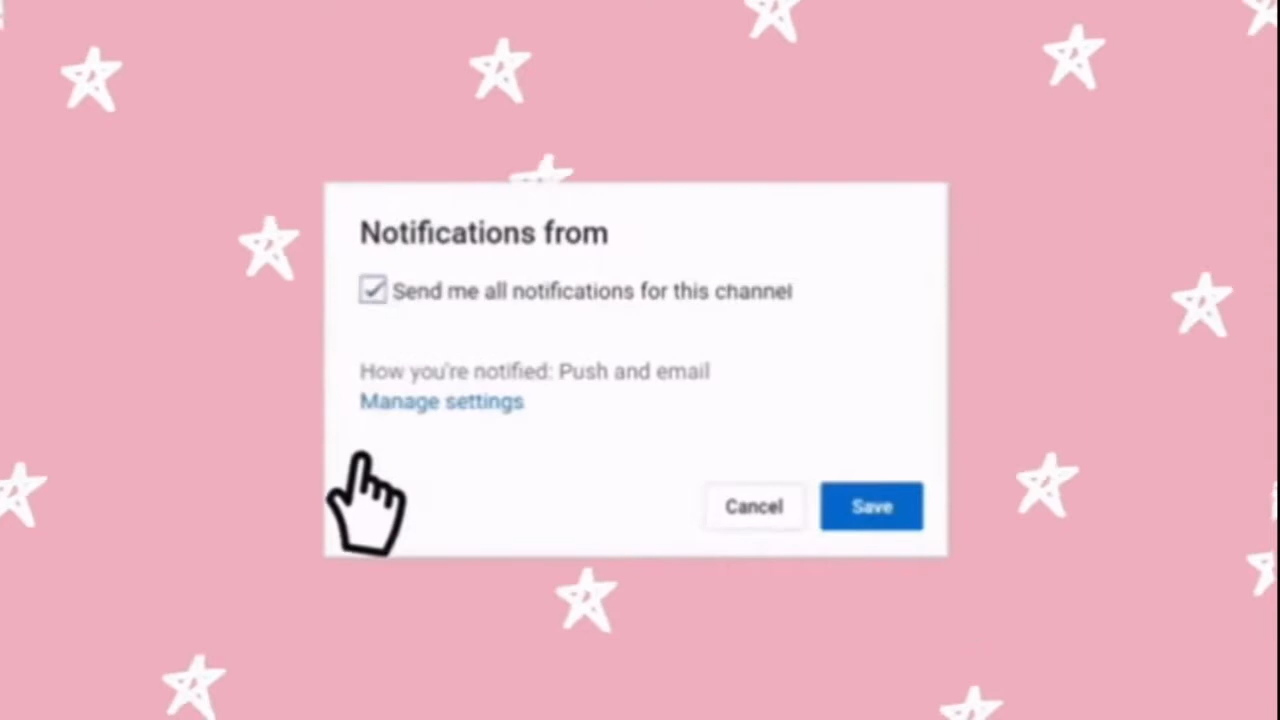 Notifications from
Send me all notifications for this channel
How you're notified: Push and email
Manage settings
Cancel
Save